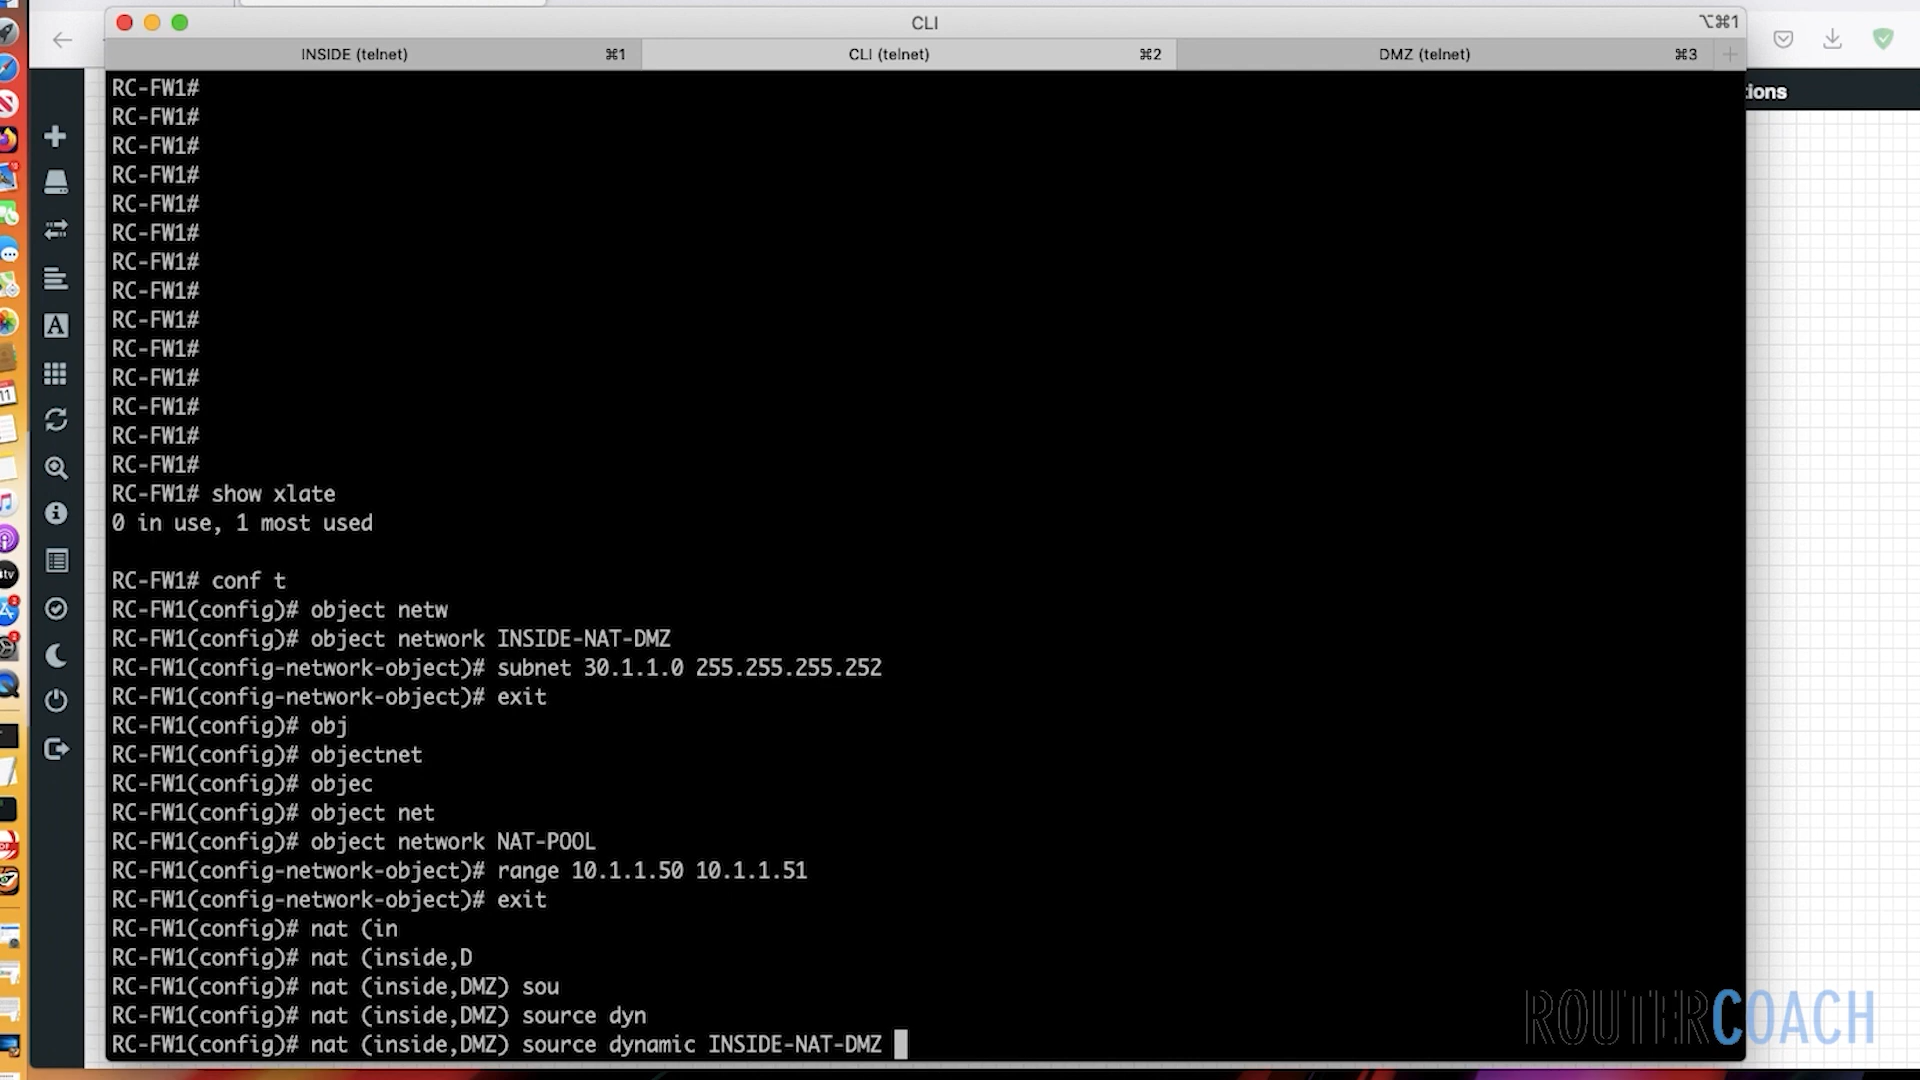 CLI
⌥⌘1
INSIDE (telnet) ⌘1
CLI (telnet) ⌘2
DMZ (telnet) ⌘3
tions
RC-FW1#
RC-FW1#
RC-FW1#
RC-FW1#
RC-FW1#
RC-FW1#
RC-FW1#
RC-FW1#
RC-FW1#
RC-FW1#
RC-FW1#
RC-FW1#
RC-FW1#
RC-FW1#
RC-FW1# show xlate
0 in use, 1 most used
RC-FW1# conf t
RC-FW1(config)# object netw
RC-FW1(config)# object network INSIDE-NAT-DMZ
RC-FW1(config-network-object)# subnet 30.1.1.0 255.255.255.252
RC-FW1(config-network-object)# exit
RC-FW1(config)# obj
RC-FW1(config)# objectnet
RC-FW1(config)# objec
RC-FW1(config)# object net
RC-FW1(config)# object network NAT-POOL
RC-FW1(config-network-object)# range 10.1.1.50 10.1.1.51
RC-FW1(config-network-object)# exit
RC-FW1(config)# nat (in
RC-FW1(config)# nat (inside,D
RC-FW1(config)# nat (inside,DMZ) sou
RC-FW1(config)# nat (inside,DMZ) source dyn
RC-FW1(config)# nat (inside,DMZ) source dynamic INSIDE-NAT-DMZ
ROUTERCOACH